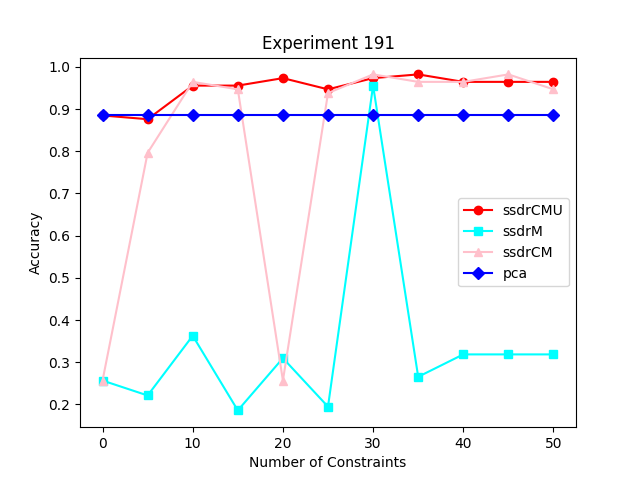 Experiment 191
Accuracy
1.0
0.9
0.8
0.7
0.6
0.5
0.4
0.3
0.2
ssdrCMU
ssdrM
ssdrCM
pca
0 10 20 30 40 50
Number of Constraints